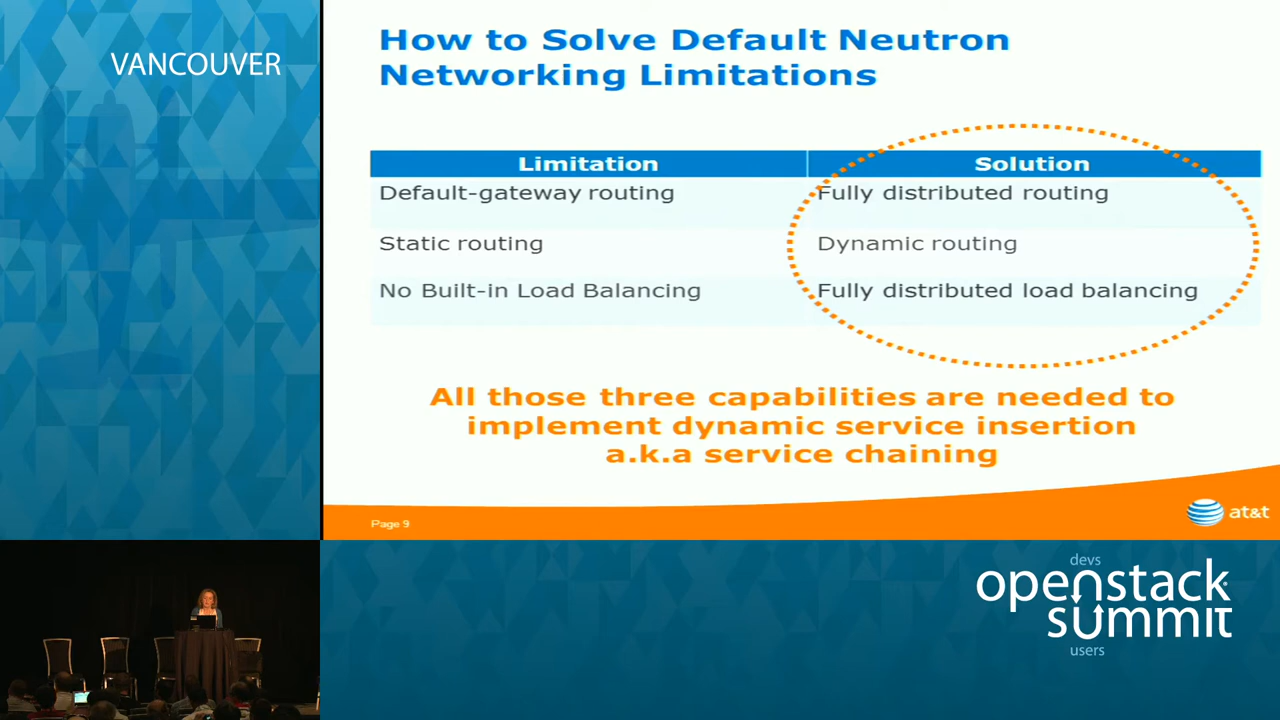 VANCOUVER
How to Solve Default Neutron
Networking Limitations
Limitation Solution
Default-gateway routing Fully distributed routing
Static routing Dynamic routing
No Built-in Load Balancing Fully distributed load balancing
All those three capabilities are needed to
implement dynamic service insertion
a.k.a service chaining
Page 9
at&t
devs
openstack
summit
users